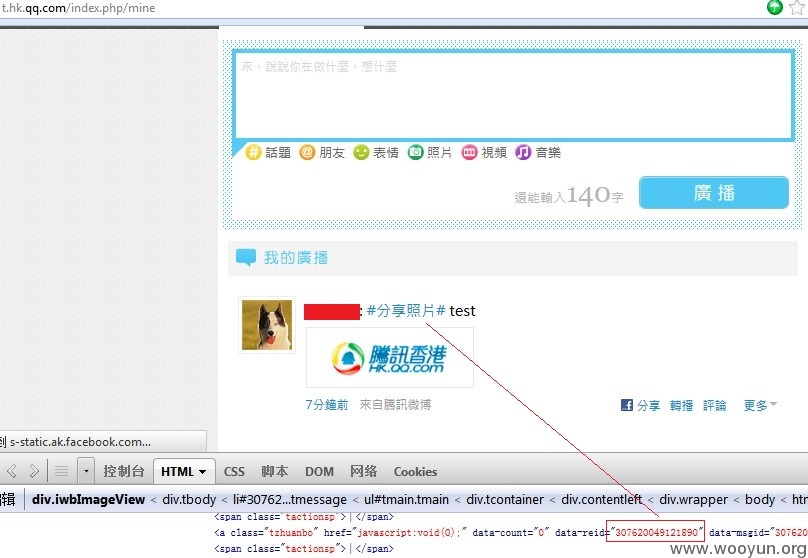 t.hk.qq.com/index.php/mine
來，說說你在做什麼，想什麼
話題 朋友 表情 照片 視頻 音樂
還能輸入140字 廣播
我的廣播
: #分享照片# test
騰訊香港
HK.QQ.COM
7分鐘前 來自騰訊微博 分享 轉播 評論 更多
到 s-static.ak.facebook.com...
控制台 HTML CSS 脚本 DOM 网络 Cookies
辑 div.iwbImageView < div.tbody < li#30762...tmessage < ul#tmain.tmain < div.tcontainer < div.contentleft < div.wrapper < body < htm
<span class="tactionsp">|</span>
<a class="tzhuanbo" href="javascript:void(0);" data-count="0" data-reid="307620049121890" data-msgid="307620
<span class="tactionsp">|</span>
www.wooyun.org